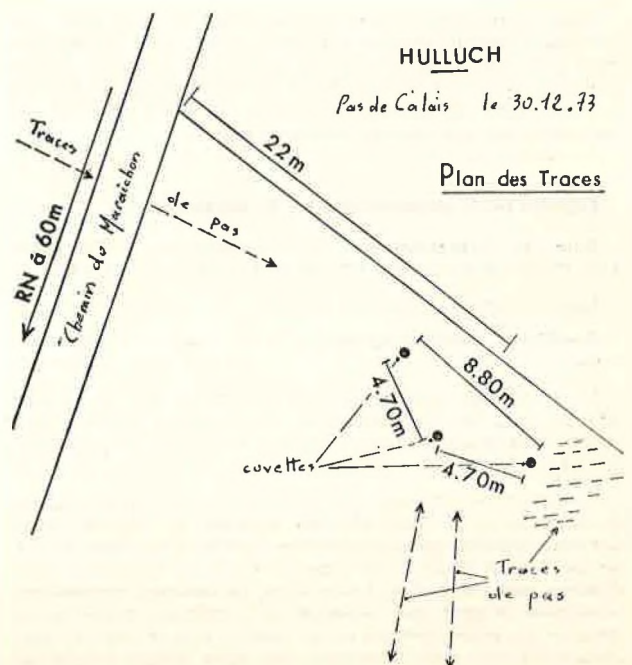 HULLUCH
Pas de Calais le 30.12.73
Plan des Traces
22m
Traces
de pas
RN à 60m
Chemin du Maraichon
8.80m
4.70m
4.70m
cuvettes
Traces
de pas